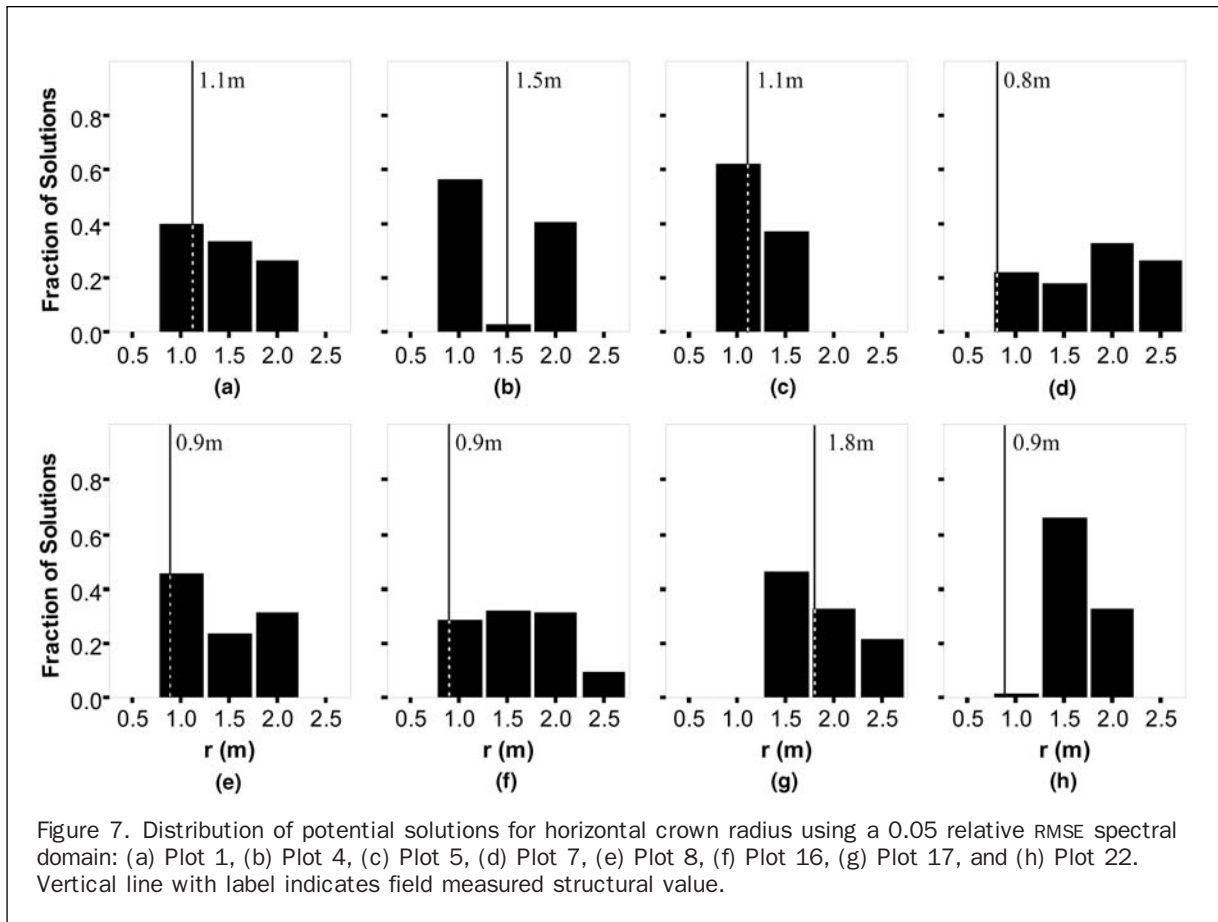 1.1m 1.5m 1.1m 0.8m
Fraction of Solutions
0.8
0.6
0.4
0.2
0.0
0.5 1.0 1.5 2.0 2.5 0.5 1.0 1.5 2.0 2.5 0.5 1.0 1.5 2.0 2.5 0.5 1.0 1.5 2.0 2.5
(a) (b) (c) (d)
0.9m 0.9m 1.8m 0.9m
Fraction of Solutions
0.8
0.6
0.4
0.2
0.0
0.5 1.0 1.5 2.0 2.5 0.5 1.0 1.5 2.0 2.5 0.5 1.0 1.5 2.0 2.5 0.5 1.0 1.5 2.0 2.5
r (m) r (m) r (m) r (m)
(e) (f) (g) (h)
Figure 7. Distribution of potential solutions for horizontal crown radius using a 0.05 relative RMSE spectral
domain: (a) Plot 1, (b) Plot 4, (c) Plot 5, (d) Plot 7, (e) Plot 8, (f) Plot 16, (g) Plot 17, and (h) Plot 22.
Vertical line with label indicates field measured structural value.